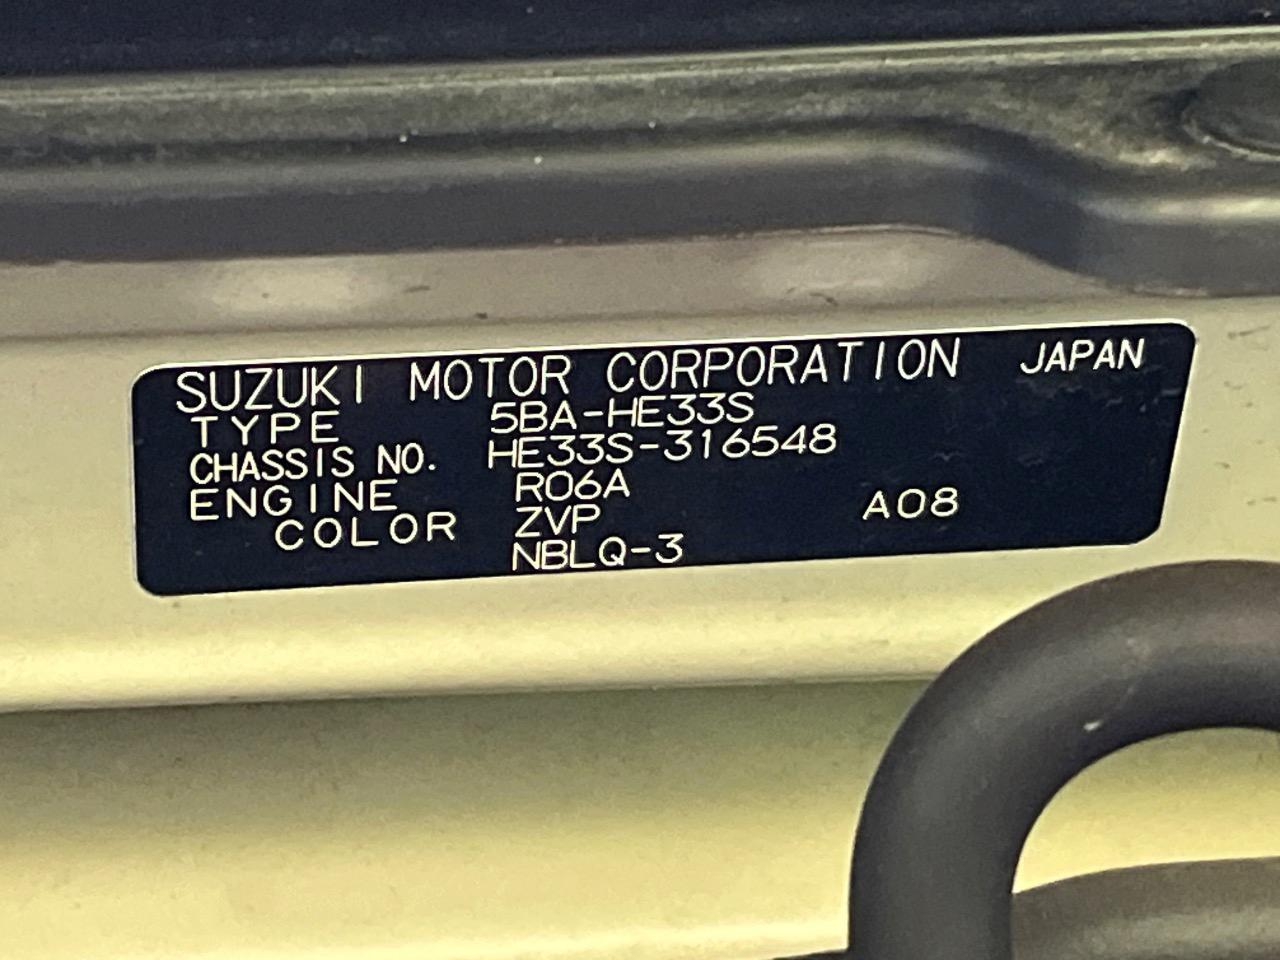 SUZUKI MOTOR CORPORATION JAPAN
TYPE 5BA-HE33S
CHASSIS NO. HE33S-316548
ENGINE R06A
COLOR ZVP A08
NBLQ-3